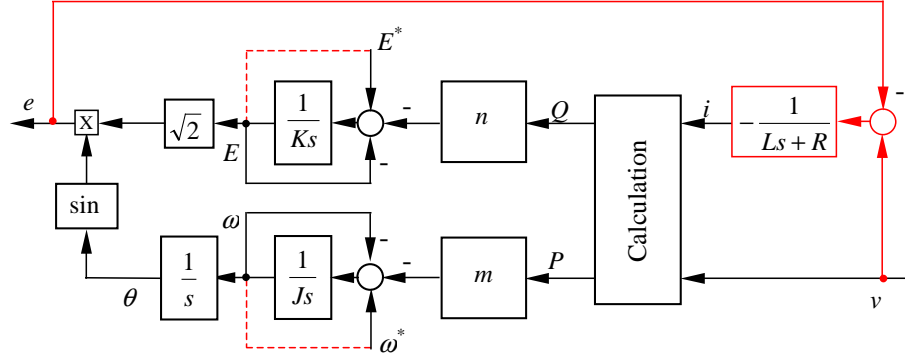 E*
-
e
X
√2
1/Ks
-
n
Q
i
-1/(Ls + R)
E
-
Calculation
sin
ω
-
1/s
1/Js
-
m
P
θ
v
ω*